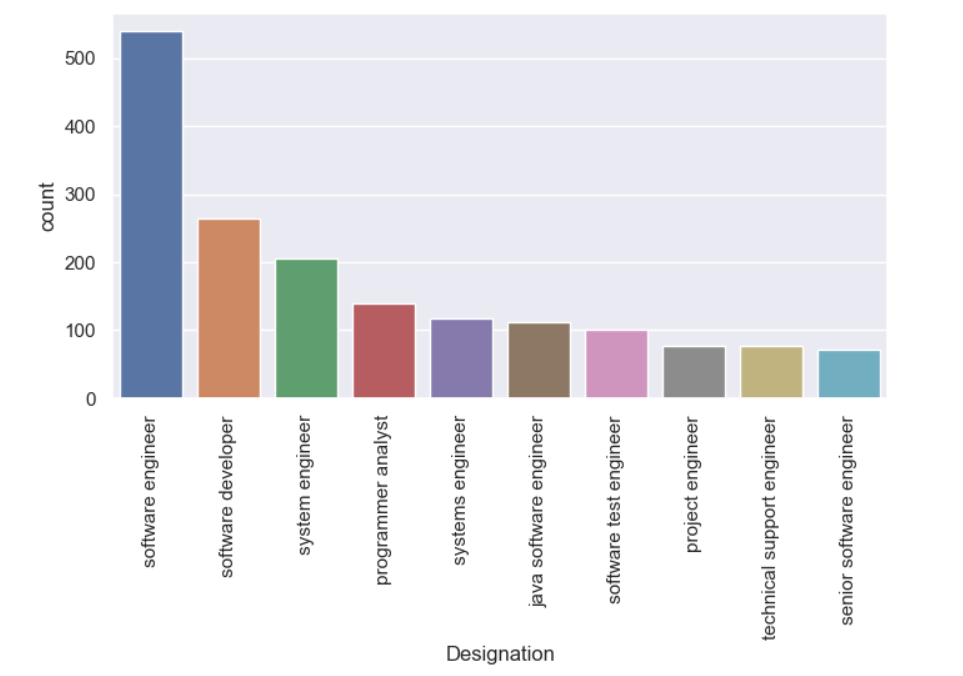 500
400
300
200
100
0
count
software engineer
software developer
system engineer
programmer analyst
systems engineer
java software engineer
software test engineer
project engineer
technical support engineer
senior software engineer
Designation